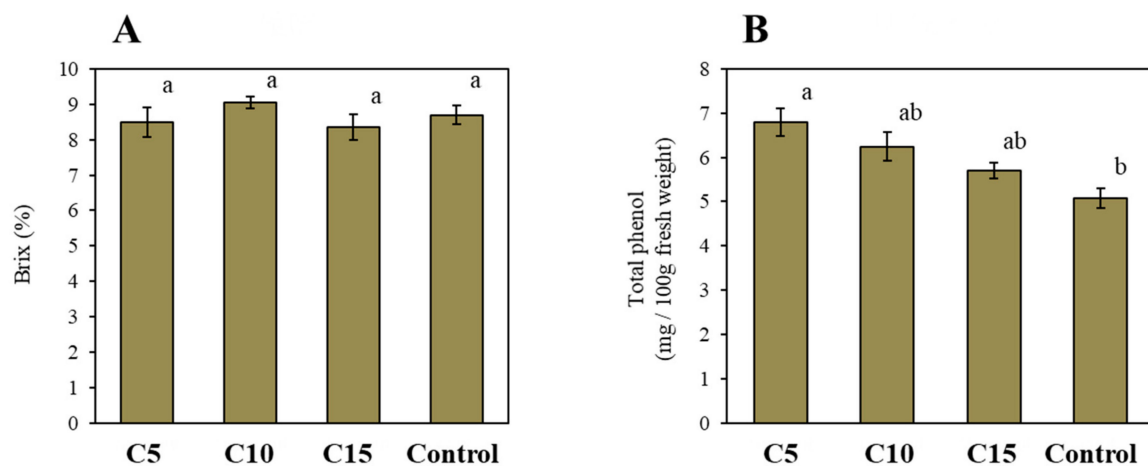 A
10
9
8
7
6
5
4
3
2
1
0
Brix (%)
a
a
a
a
C5
C10
C15
Control
B
8
7
6
5
4
3
2
1
0
Total phenol
(mg / 100g fresh weight)
a
ab
ab
b
C5
C10
C15
Control